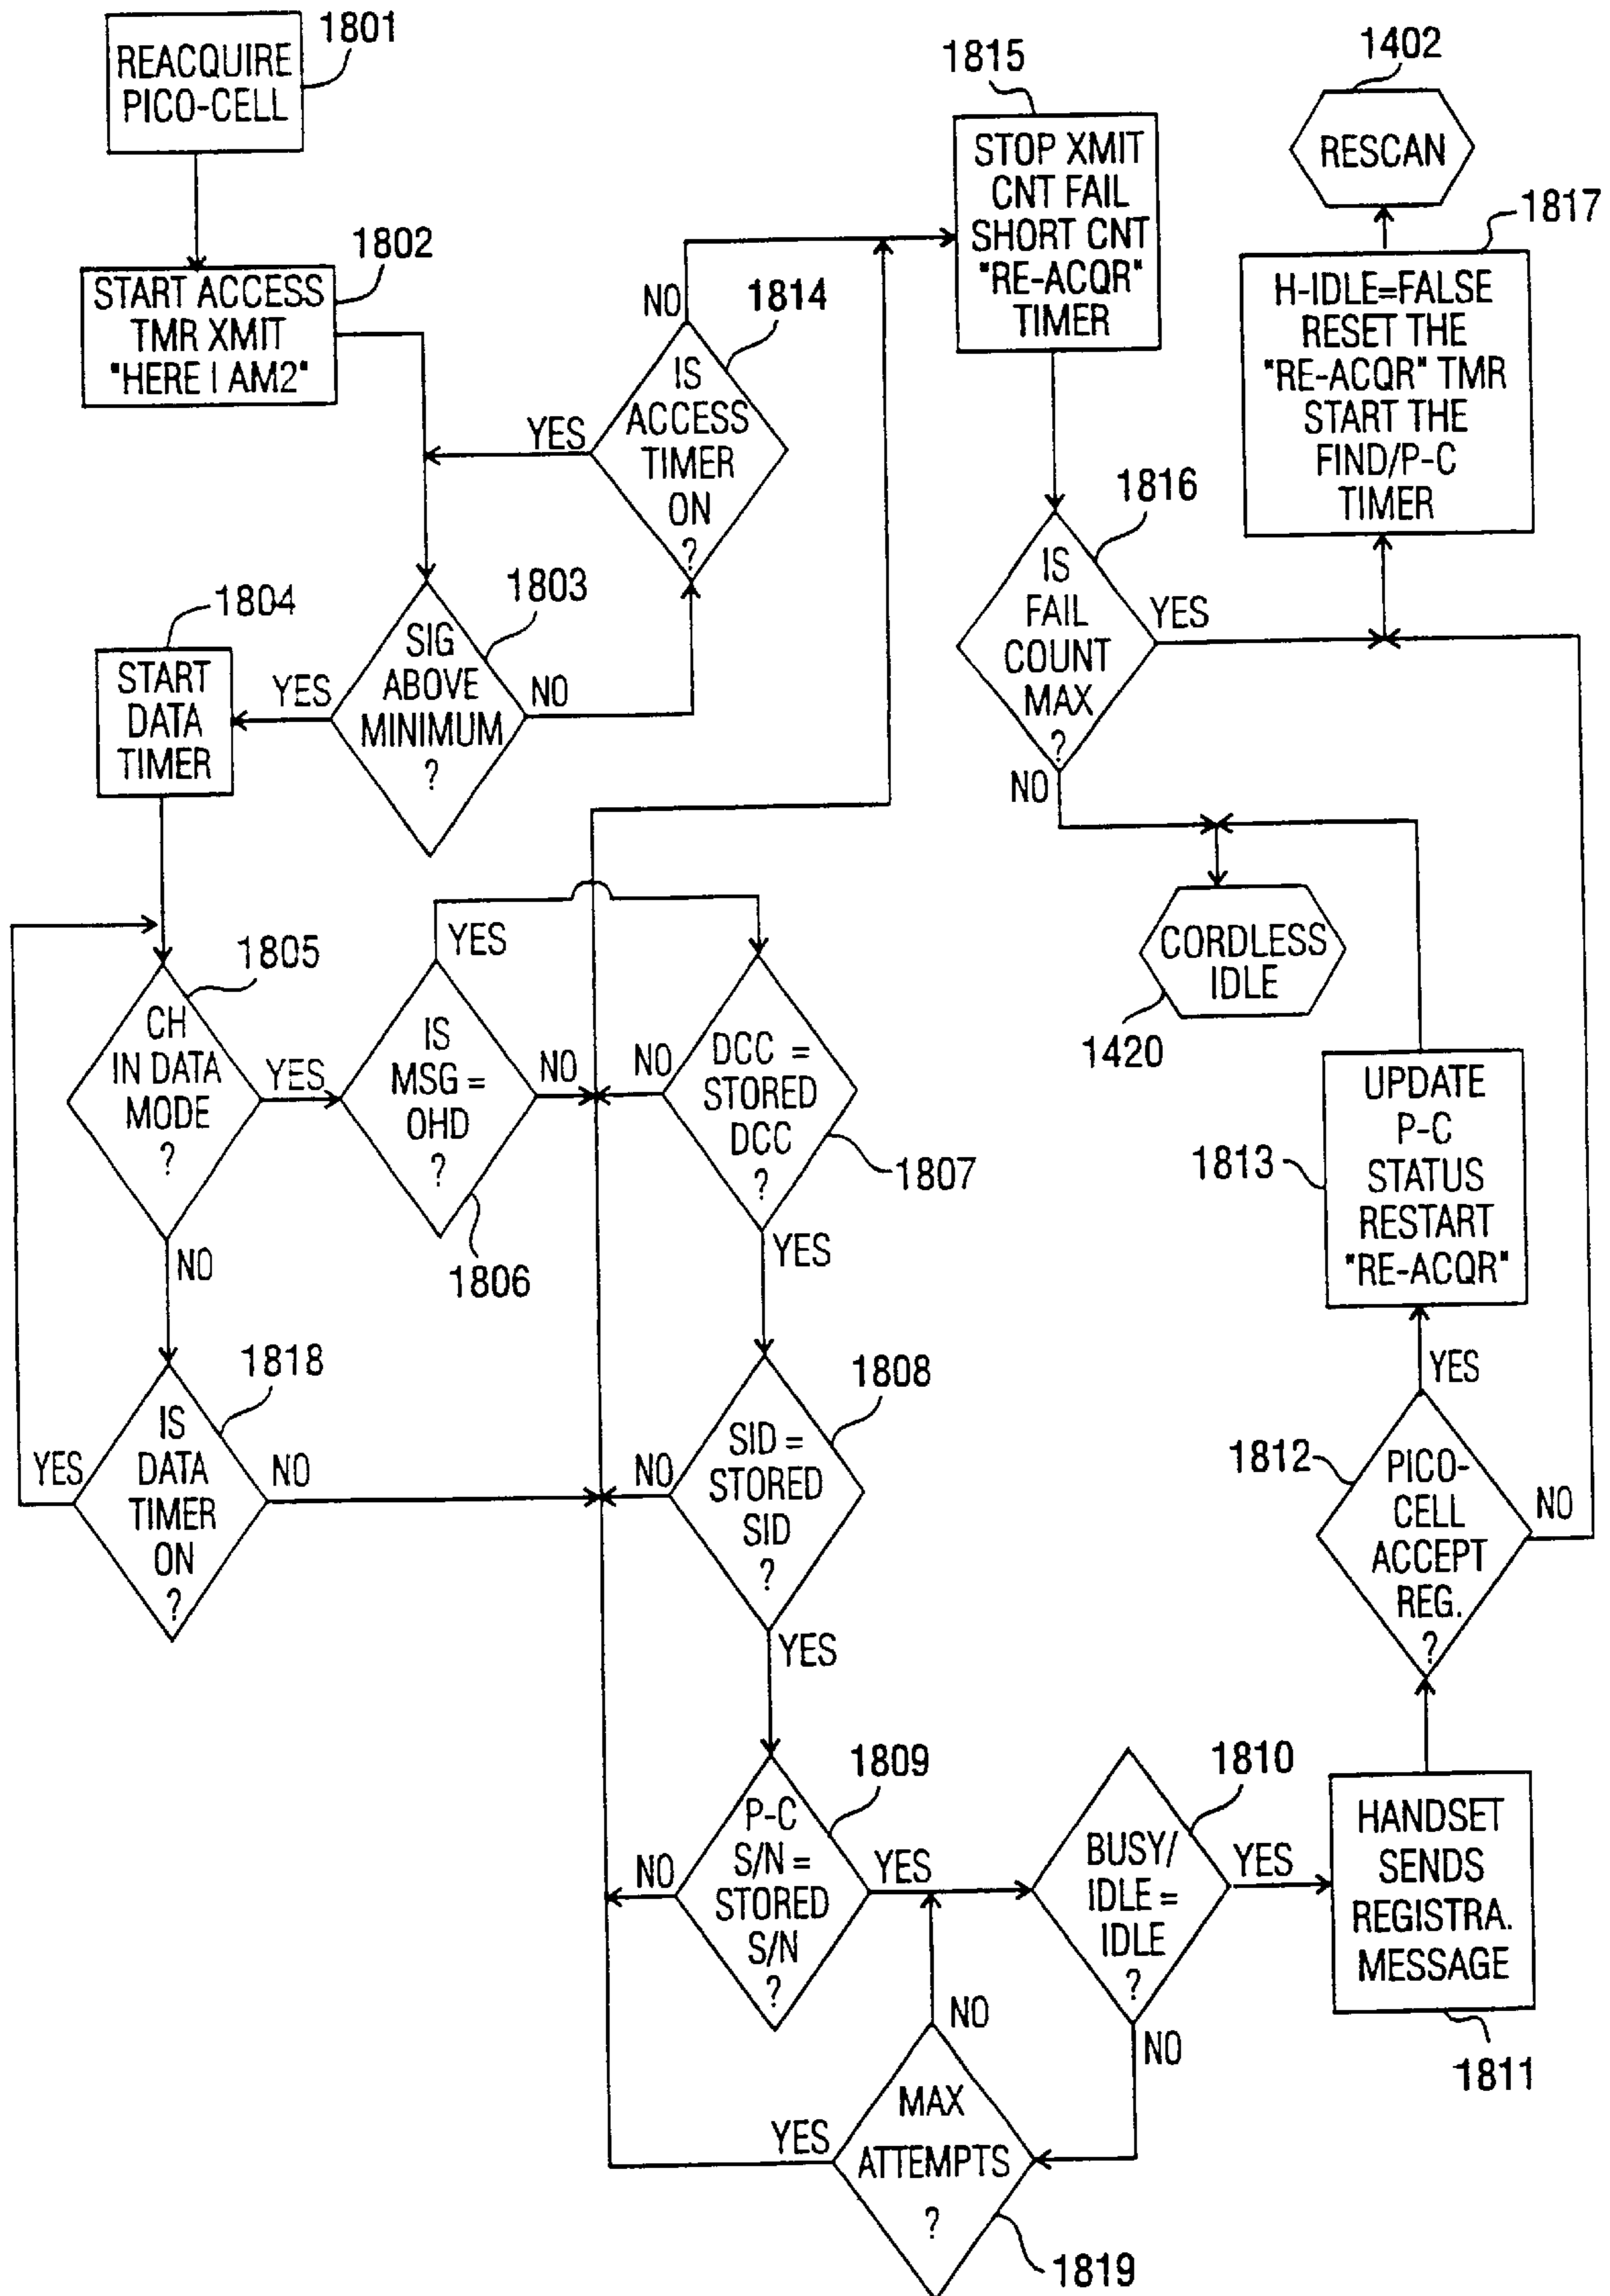 1801
REACQUIRE
PICO-CELL
1802
START ACCESS
TMR XMIT
"HERE I AM2"
1803
SIG
ABOVE
MINIMUM
?
YES
NO
1814
IS
ACCESS
TIMER
ON
?
YES
NO
1804
START
DATA
TIMER
1805
CH
IN DATA
MODE
?
YES
NO
1806
IS
MSG =
OHD
?
YES
NO
1807
DCC =
STORED
DCC
?
NO
YES
1818
IS
DATA
TIMER
ON
?
YES
NO
1808
SID =
STORED
SID
?
NO
YES
1809
P-C
S/N =
STORED
S/N
?
NO
YES
1810
BUSY/
IDLE =
IDLE
?
YES
NO
1819
MAX
ATTEMPTS
?
YES
NO
1811
HANDSET
SENDS
REGISTRA.
MESSAGE
1812
PICO-
CELL
ACCEPT
REG.
?
YES
NO
1813
UPDATE
P-C
STATUS
RESTART
"RE-ACQR"
1815
STOP XMIT
CNT FAIL
SHORT CNT
"RE-ACQR"
TIMER
1816
IS
FAIL
COUNT
MAX
?
YES
NO
1420
CORDLESS
IDLE
1817
H-IDLE=FALSE
RESET THE
"RE-ACQR" TMR
START THE
FIND/P-C
TIMER
1402
RESCAN